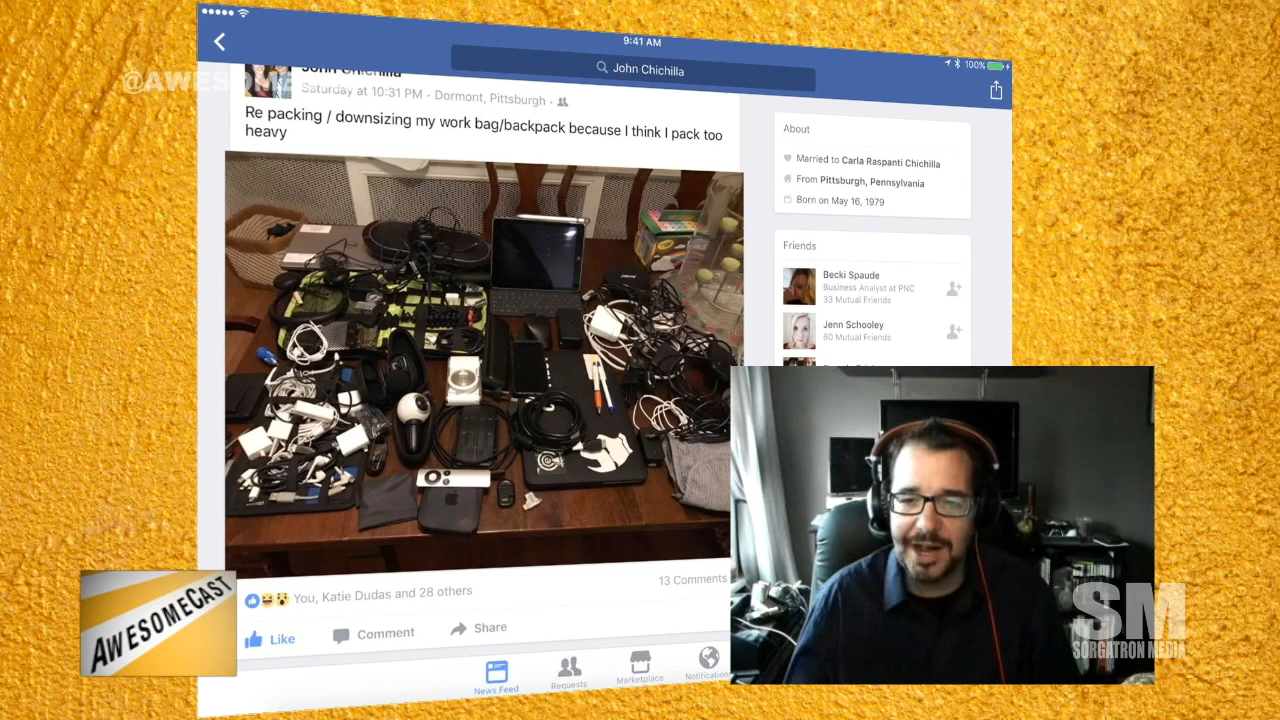 9:41 AM
100%
John Chichilla
@AWESOME
John Chichilla
Saturday at 10:31 PM · Dormont, Pittsburgh ·
Re packing / downsizing my work bag/backpack because I think I pack too
heavy
About
Married to Carla Raspanti Chichilla
From Pittsburgh, Pennsylvania
Born on May 16, 1979
Friends
Becki Spaude
Business Analyst at PNC
33 Mutual Friends
Jenn Schooley
60 Mutual Friends
You, Katie Dudas and 28 others
13 Comments
Like
Comment
Share
News Feed
Requests
Marketplace
Notifications
AWESOMECAST
SM
SORGATRON MEDIA